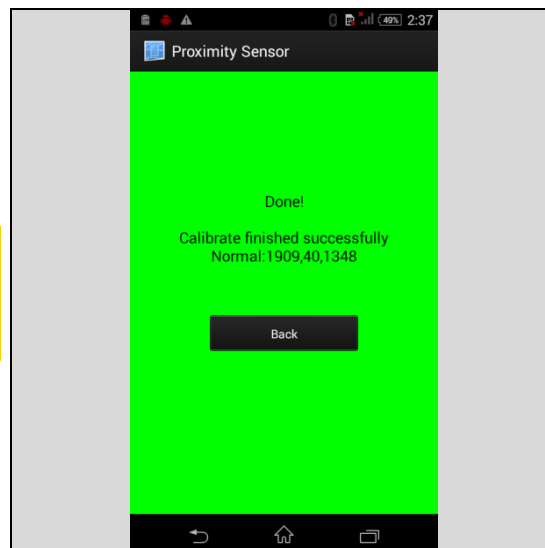 49% 2:37
Proximity Sensor
Done!
Calibrate finished successfully
Normal:1909,40,1348
Back